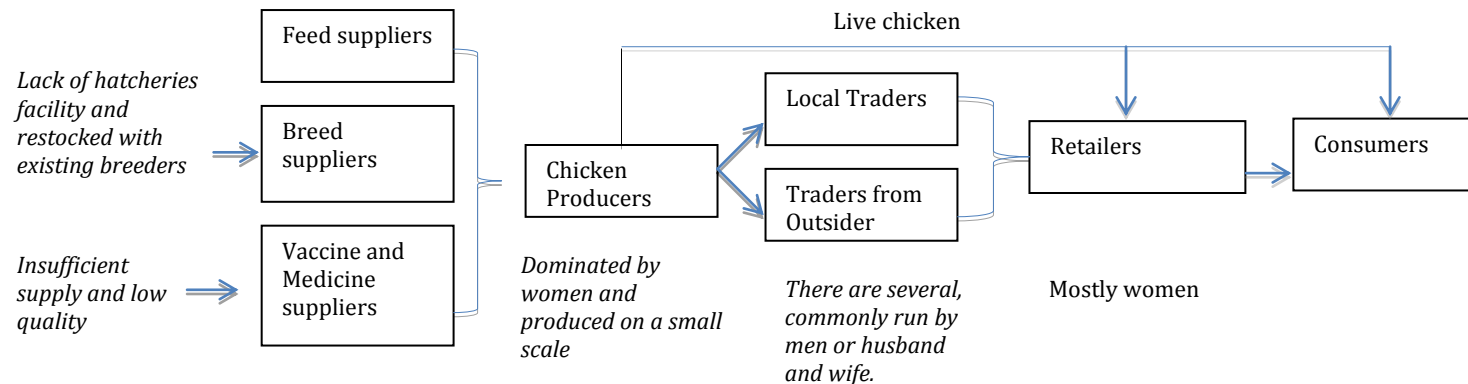 Live chicken
Feed suppliers
Lack of hatcheries
facility and
restocked with
existing breeders
Breed
suppliers
Insufficient
supply and low
quality
Vaccine and
Medicine
suppliers
Chicken
Producers
Dominated by
women and
produced on a small
scale
Local Traders
Traders from
Outsider
There are several,
commonly run by
men or husband
and wife.
Retailers
Mostly women
Consumers